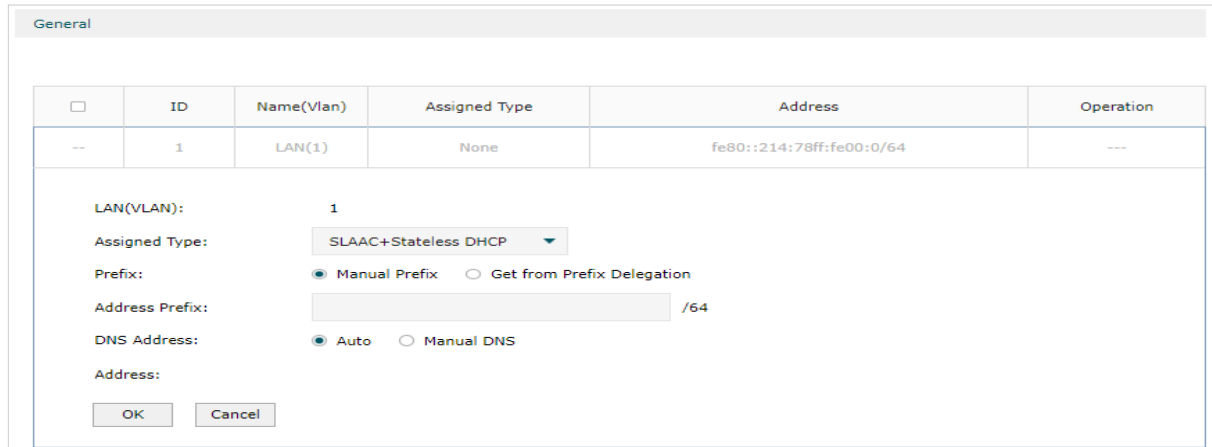 General
ID Name(Vlan) Assigned Type Address Operation
-- 1 LAN(1) None fe80::214:78ff:fe00:0/64 ---
LAN(VLAN): 1
Assigned Type: SLAAC+Stateless DHCP
Prefix: Manual Prefix Get from Prefix Delegation
Address Prefix: /64
DNS Address: Auto Manual DNS
Address:
OK Cancel